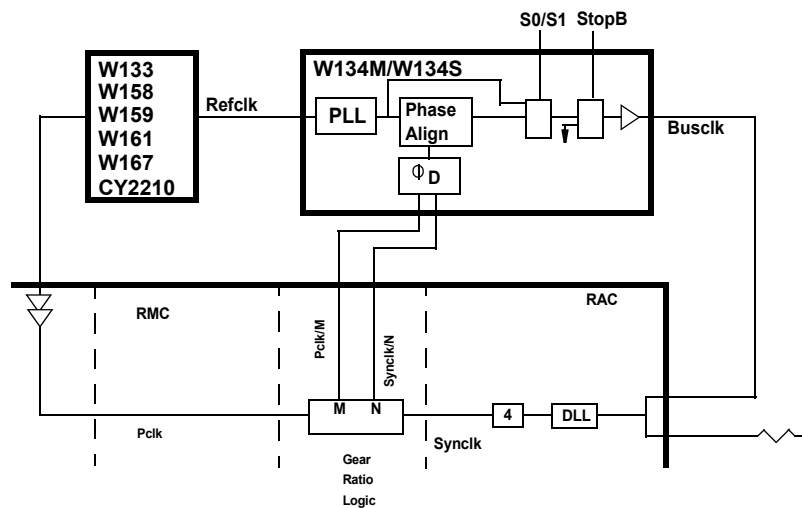 S0/S1 StopB
W133
W158
W159
W161
W167
CY2210
Refclk
W134M/W134S
PLL
Phase
Align
Φ D
Busclk
RMC
RAC
Pclk/M
Synclk/N
M N
4
DLL
Pclk
Synclk
Gear
Ratio
Logic